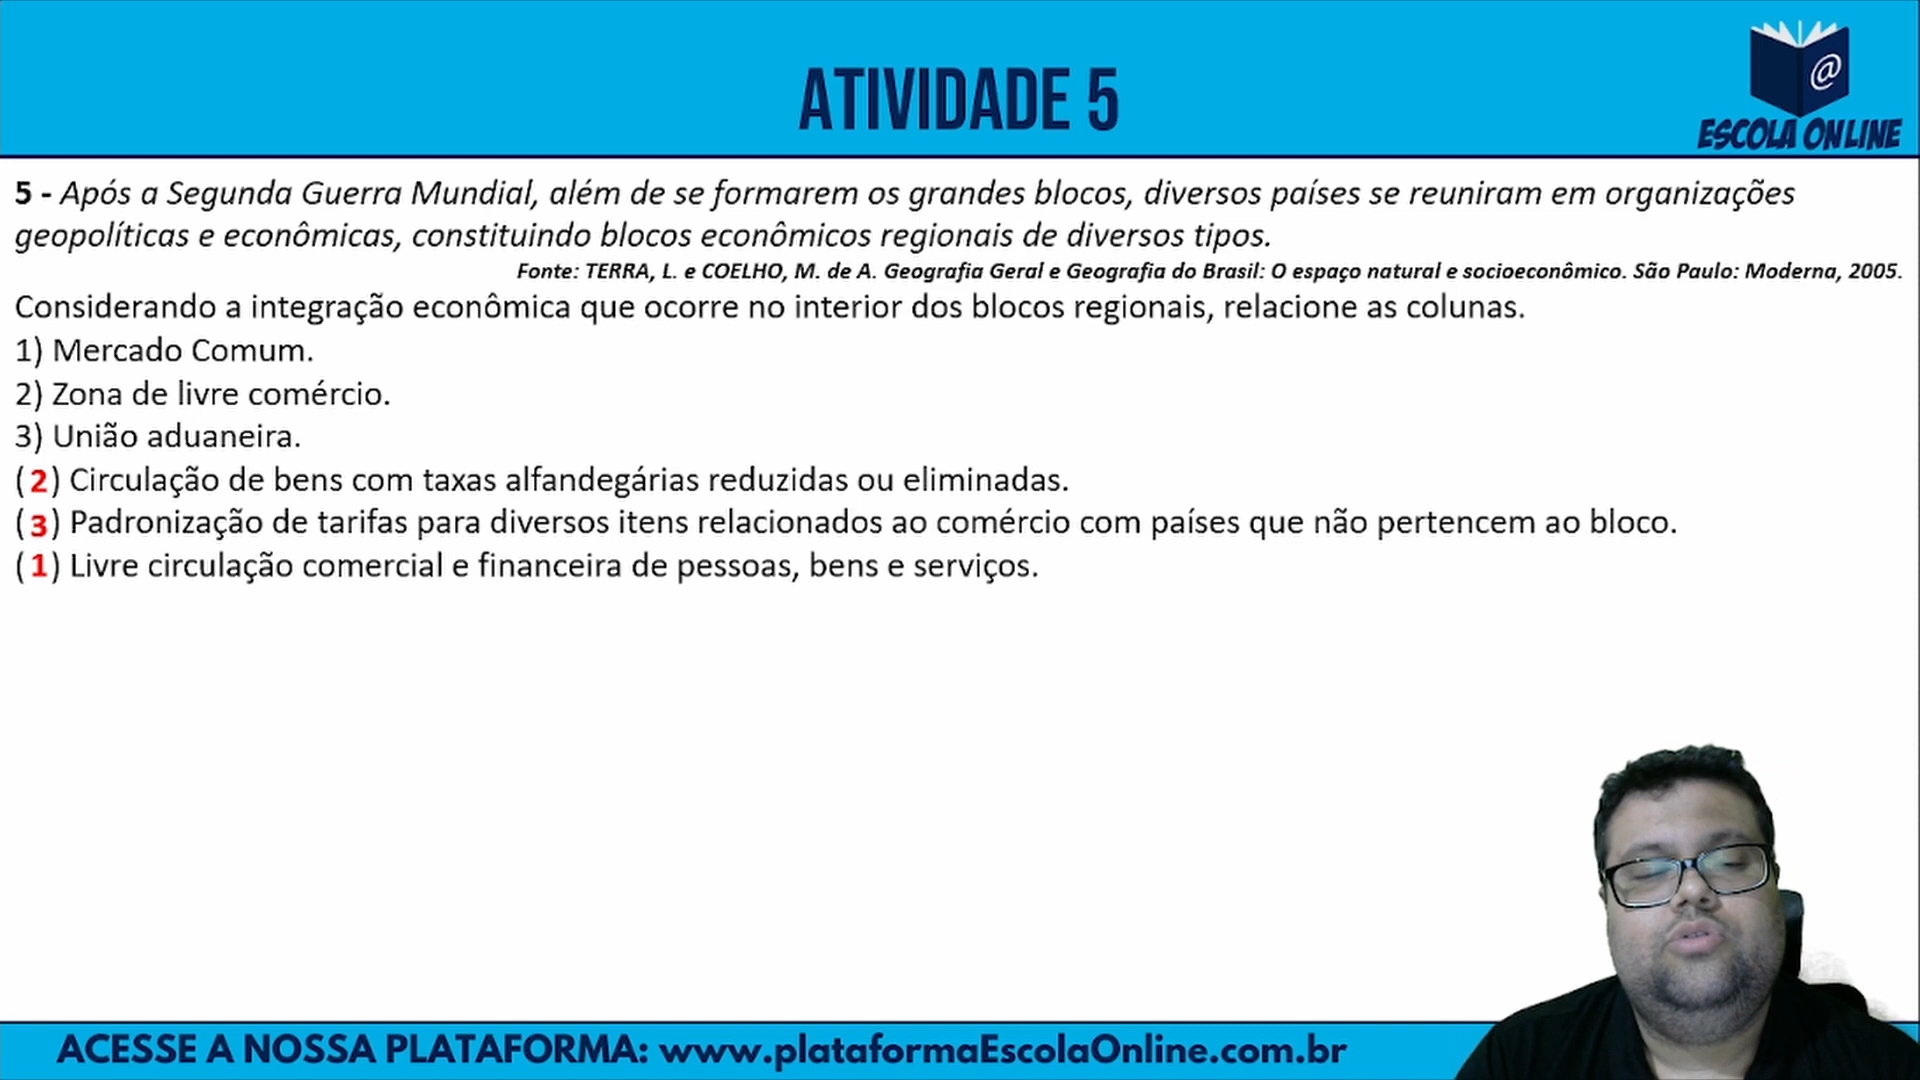 ATIVIDADE 5
@
ESCOLA ONLINE
5 - Após a Segunda Guerra Mundial, além de se formarem os grandes blocos, diversos países se reuniram em organizações
geopolíticas e econômicas, constituindo blocos econômicos regionais de diversos tipos.
Fonte: TERRA, L. e COELHO, M. de A. Geografia Geral e Geografia do Brasil: O espaço natural e socioeconômico. São Paulo: Moderna, 2005.
Considerando a integração econômica que ocorre no interior dos blocos regionais, relacione as colunas.
1) Mercado Comum.
2) Zona de livre comércio.
3) União aduaneira.
(2) Circulação de bens com taxas alfandegárias reduzidas ou eliminadas.
(3) Padronização de tarifas para diversos itens relacionados ao comércio com países que não pertencem ao bloco.
(1) Livre circulação comercial e financeira de pessoas, bens e serviços.
ACESSE A NOSSA PLATAFORMA: www.plataformaEscolaOnline.com.br